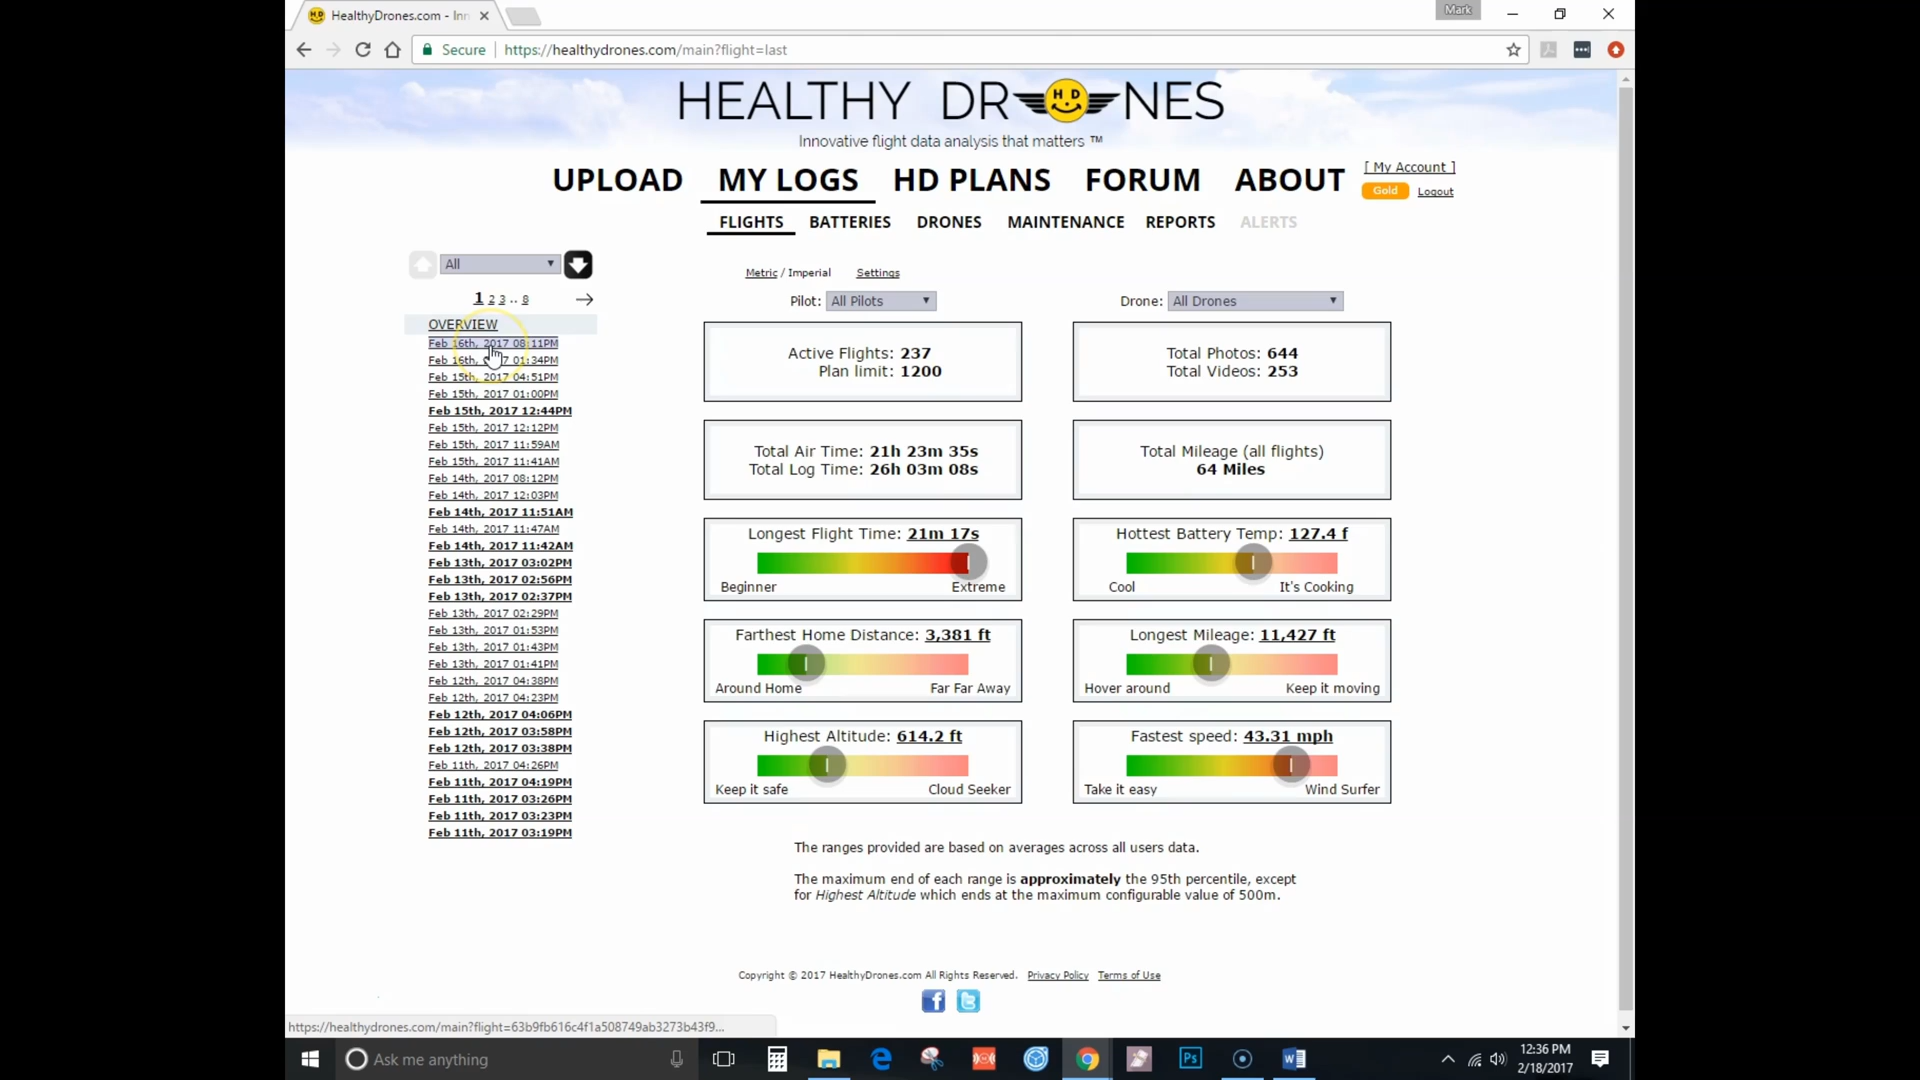 HealthyDrones.com - Inn
Mark
Secure
https://healthydrones.com/main?flight=last
HEALTHY DR H D NES
Innovative flight data analysis that matters ™
UPLOAD MY LOGS HD PLANS FORUM ABOUT
[ My Account ]
Gold Logout
FLIGHTS BATTERIES DRONES MAINTENANCE REPORTS ALERTS
All
1 2 3 .. 8
OVERVIEW
Feb 16th, 2017 08:11PM
Feb 16th, 2017 01:34PM
Feb 15th, 2017 04:51PM
Feb 15th, 2017 01:00PM
Feb 15th, 2017 12:44PM
Feb 15th, 2017 12:12PM
Feb 15th, 2017 11:59AM
Feb 15th, 2017 11:41AM
Feb 14th, 2017 08:12PM
Feb 14th, 2017 12:03PM
Feb 14th, 2017 11:51AM
Feb 14th, 2017 11:47AM
Feb 14th, 2017 11:42AM
Feb 13th, 2017 03:02PM
Feb 13th, 2017 02:56PM
Feb 13th, 2017 02:37PM
Feb 13th, 2017 02:29PM
Feb 13th, 2017 01:53PM
Feb 13th, 2017 01:43PM
Feb 13th, 2017 01:41PM
Feb 12th, 2017 04:38PM
Feb 12th, 2017 04:23PM
Feb 12th, 2017 04:06PM
Feb 12th, 2017 03:58PM
Feb 12th, 2017 03:38PM
Feb 11th, 2017 04:26PM
Feb 11th, 2017 04:19PM
Feb 11th, 2017 03:26PM
Feb 11th, 2017 03:23PM
Feb 11th, 2017 03:19PM
Metric / Imperial Settings
Pilot: All Pilots
Drone: All Drones
Active Flights: 237
Plan limit: 1200
Total Photos: 644
Total Videos: 253
Total Air Time: 21h 23m 35s
Total Log Time: 26h 03m 08s
Total Mileage (all flights)
64 Miles
Longest Flight Time: 21m 17s
Beginner Extreme
Hottest Battery Temp: 127.4 f
Cool It's Cooking
Farthest Home Distance: 3,381 ft
Around Home Far Far Away
Longest Mileage: 11,427 ft
Hover around Keep it moving
Highest Altitude: 614.2 ft
Keep it safe Cloud Seeker
Fastest speed: 43.31 mph
Take it easy Wind Surfer
The ranges provided are based on averages across all users data.
The maximum end of each range is approximately the 95th percentile, except
for Highest Altitude which ends at the maximum configurable value of 500m.
Copyright © 2017 HealthyDrones.com All Rights Reserved. Privacy Policy Terms of Use
https://healthydrones.com/main?flight=63b9fb616c4f1a508749ab3273b43f9...
Ask me anything
Ps
12:36 PM
2/18/2017